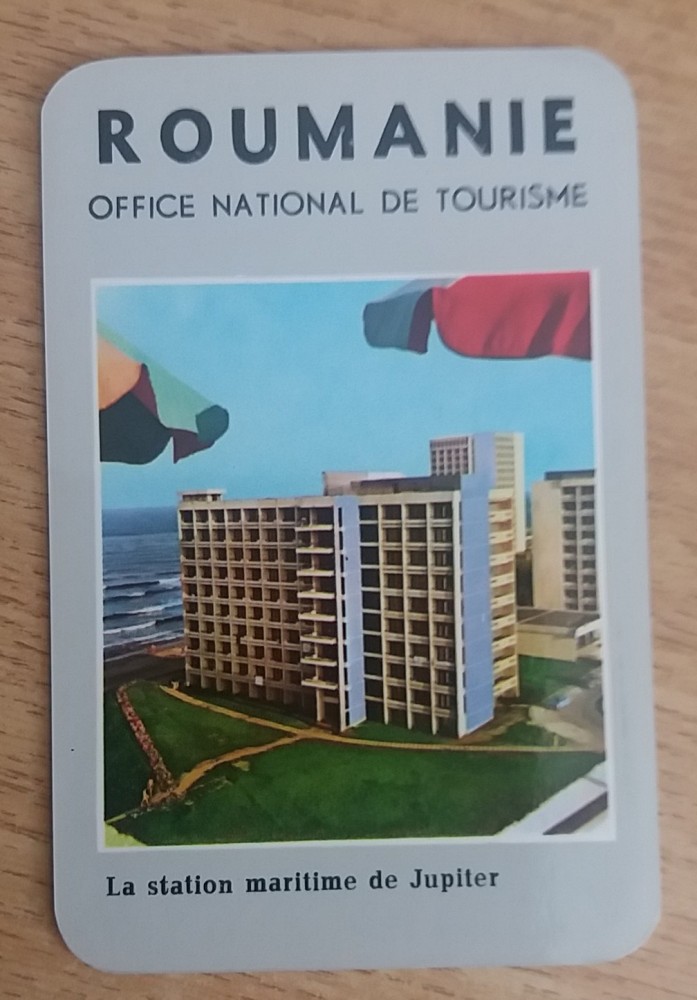 ROUMANIE
OFFICE NATIONAL DE TOURISME
La station maritime de Jupiter